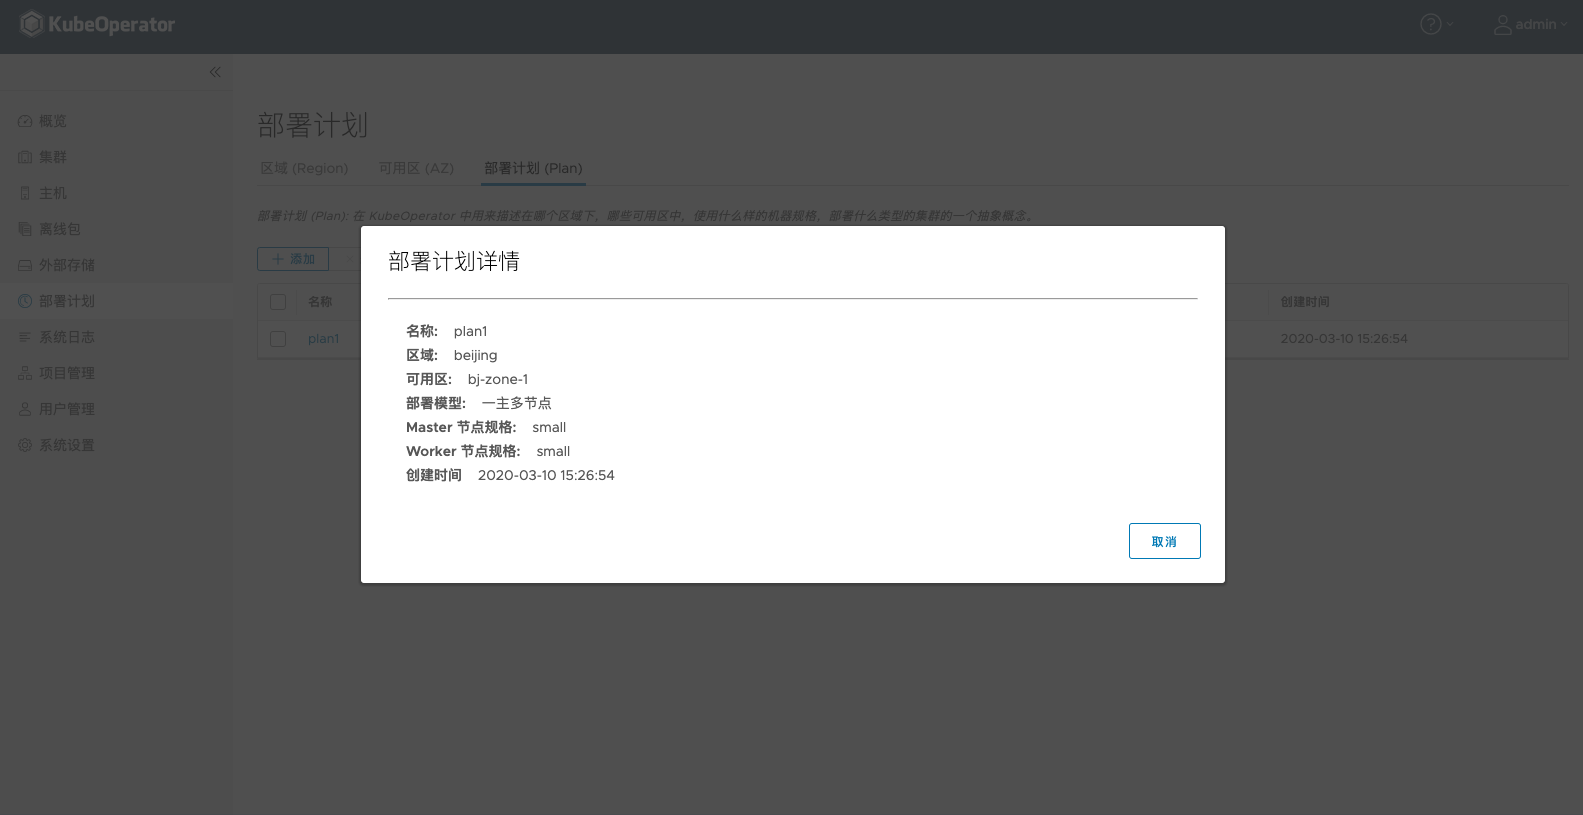 KubeOperator
admin
概览
集群
主机
离线包
外部存储
部署计划
系统日志
项目管理
用户管理
系统设置
部署计划
区域 (Region) 可用区 (AZ) 部署计划 (Plan)
部署计划 (Plan): 在 KubeOperator 中用来描述在哪个区域下，哪些可用区中，使用什么样的机器规格，部署什么类型的集群的一个抽象概念。
添加
名称 创建时间
plan1 2020-03-10 15:26:54
部署计划详情
名称: plan1
区域: beijing
可用区: bj-zone-1
部署模型: 一主多节点
Master 节点规格: small
Worker 节点规格: small
创建时间 2020-03-10 15:26:54
取消